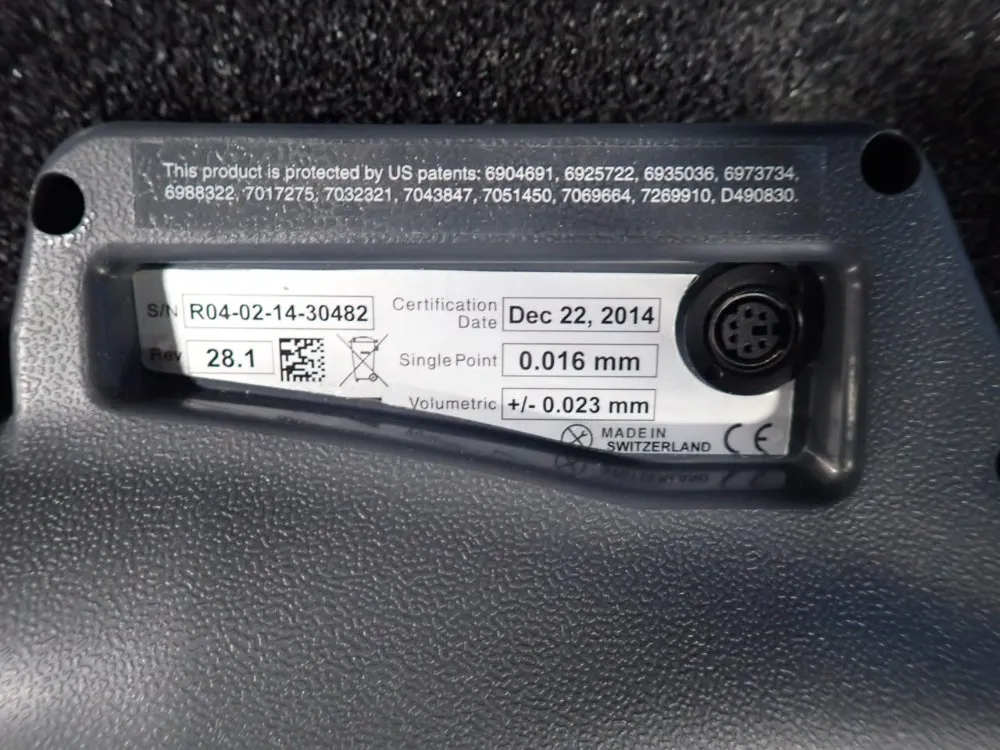 This product is protected by US patents: 6904691, 6925722, 6935036, 6973734,
6988322, 7017275, 7032321, 7043847, 7051450, 7069664, 7269910, D490830.
S/N R04-02-14-30482
Certification Date Dec 22, 2014
Rev 28.1
Single Point 0.016 mm
Volumetric +/- 0.023 mm
MADE IN
SWITZERLAND
CE